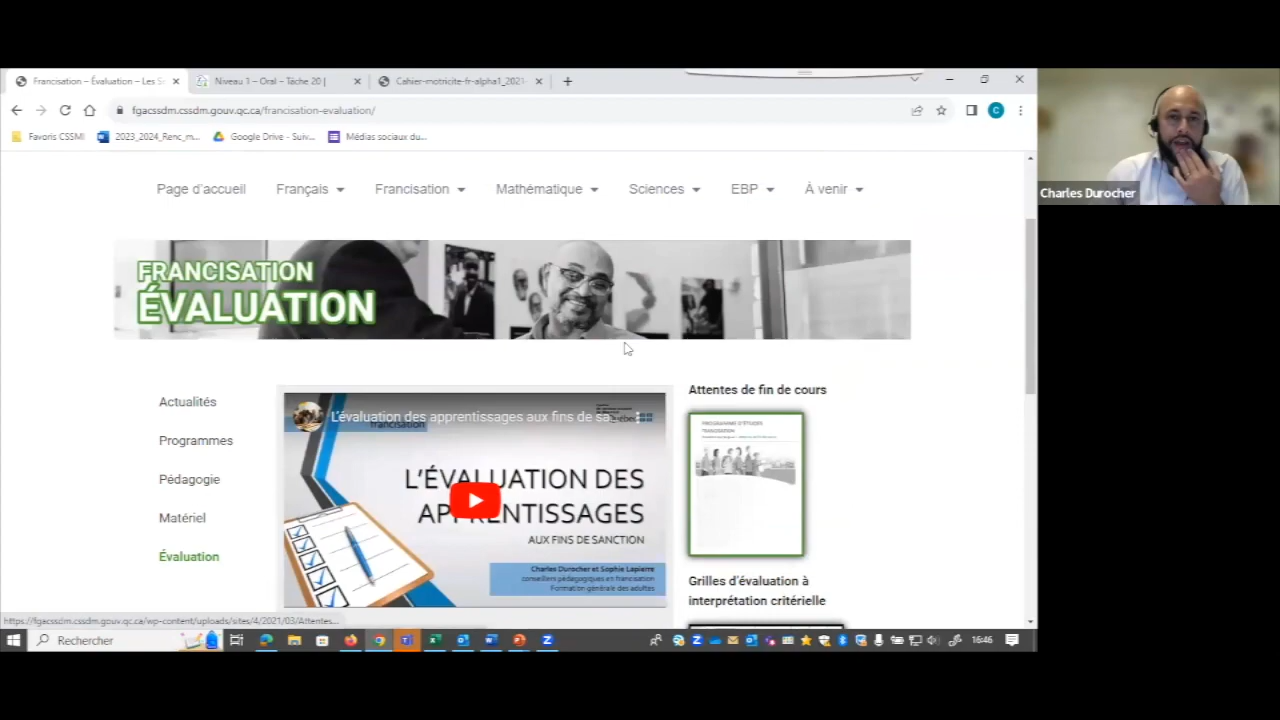 Francisation – Évaluation – Les S
Niveau 1 – Oral – Tâche 20 |
Cahier-motricite-fr-alpha1_2021-
fgacssdm.cssdm.gouv.qc.ca/francisation-evaluation/
C
Favoris CSSMI
2023_2024_Renc_m...
Google Drive - Suiv...
Médias sociaux du...
Charles Durocher
Page d'accueil
Français
Francisation
Mathématique
Sciences
EBP
À venir
FRANCISATION
ÉVALUATION
Actualités
Programmes
Pédagogie
Matériel
Évaluation
L'évaluation des apprentissages aux fins de sa
Québec
francisation
L'ÉVALUATION DES
APPRENTISSAGES
AUX FINS DE SANCTION
Charles Durocher et Sophie Lapierre
conseillers pédagogiques en francisation
Formation générale des adultes
Attentes de fin de cours
PROGRAMME D'ÉTUDES
FRANCISATION
Grilles d'évaluation à
interprétation critérielle
https://fgacssdm.cssdm.gouv.qc.ca/wp-content/uploads/sites/4/2021/03/Attentes...
Rechercher
16:46